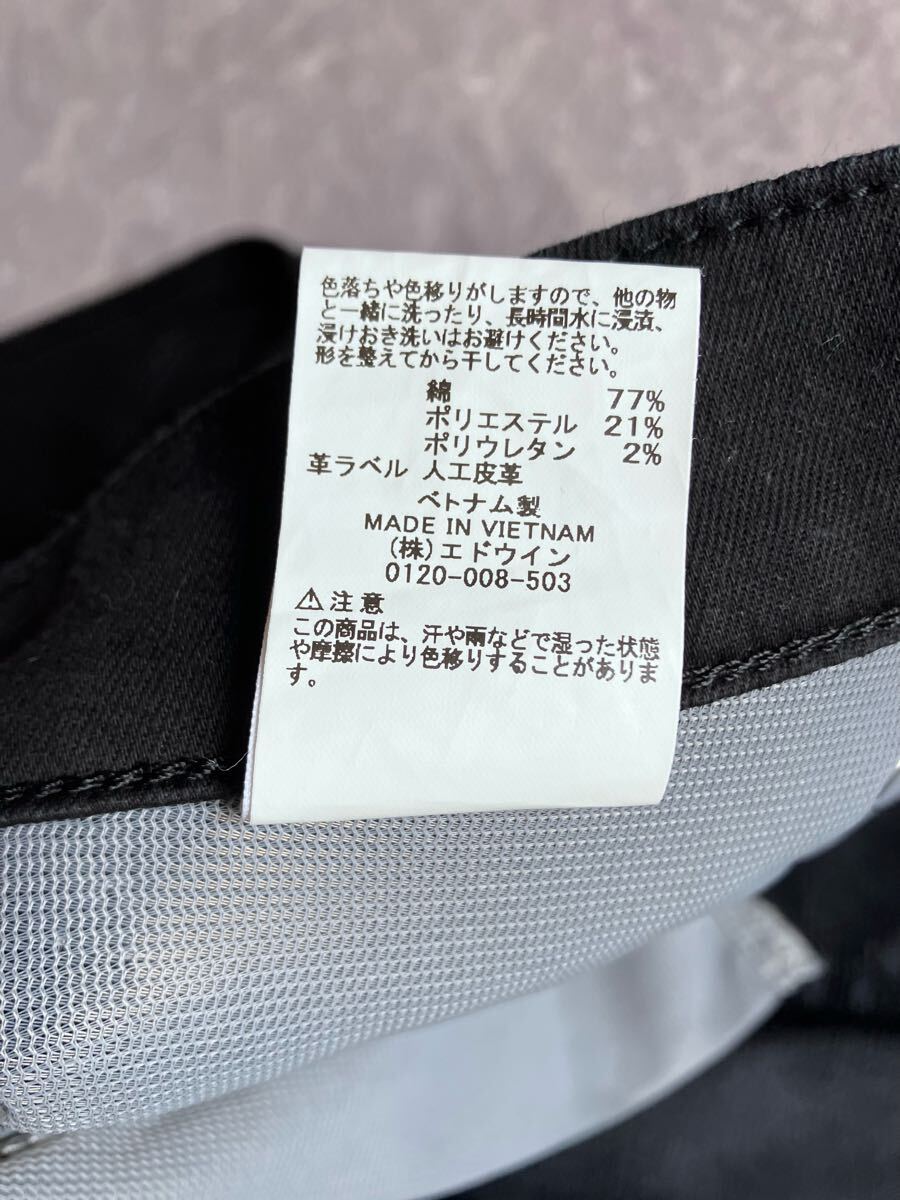 色落ちや色移りがしますので、他の物
と一緒に洗ったり、長時間水に浸漬、
浸けおき洗いはお避けください。
形を整えてから干してください。
綿 77%
ポリエステル 21%
ポリウレタン 2%
革ラベル 人工皮革
ベトナム製
MADE IN VIETNAM
(株)エドウイン
0120-008-503
⚠注意
この商品は、汗や雨などで湿った状態
や摩擦により色移りすることがありま
す。